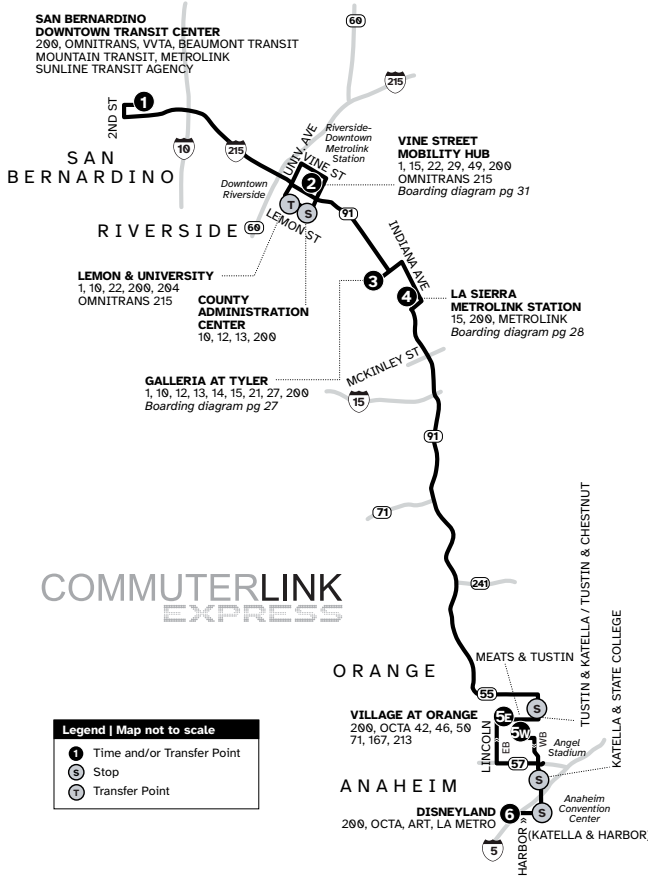 SAN BERNARDINO
DOWNTOWN TRANSIT CENTER
200, OMNITRANS, VVTA, BEAUMONT TRANSIT
MOUNTAIN TRANSIT, METROLINK
SUNLINE TRANSIT AGENCY
60
215
1
2ND ST
10
215
SAN
BERNARDINO
UNIV. AVE
Riverside-
Downtown
Metrolink
Station
VINE ST
2
VINE STREET
MOBILITY HUB
1, 15, 22, 29, 49, 200
OMNITRANS 215
Boarding diagram pg 31
Downtown
Riverside
T
S
LEMON ST
91
RIVERSIDE
60
INDIANA AVE
LEMON & UNIVERSITY
1, 10, 22, 200, 204
OMNITRANS 215
COUNTY
ADMINISTRATION
CENTER
10, 12, 13, 200
3
4
LA SIERRA
METROLINK STATION
15, 200, METROLINK
Boarding diagram pg 28
MCKINLEY ST
GALLERIA AT TYLER
1, 10, 12, 13, 14, 15, 21, 27, 200
Boarding diagram pg 27
15
91
71
241
COMMUTERLINK
EXPRESS
TUSTIN & KATELLA / TUSTIN & CHESTNUT
KATELLA & STATE COLLEGE
MEATS & TUSTIN
ORANGE
55
S
VILLAGE AT ORANGE
200, OCTA 42, 46, 50
71, 167, 213
5E
5W
LINCOLN
EB
WB
Angel
Stadium
57
S
ANAHEIM
Anaheim
Convention
Center
DISNEYLAND
200, OCTA, ART, LA METRO
6
S
HARBOR
(KATELLA & HARBOR)
5
Legend | Map not to scale
1 Time and/or Transfer Point
S Stop
T Transfer Point